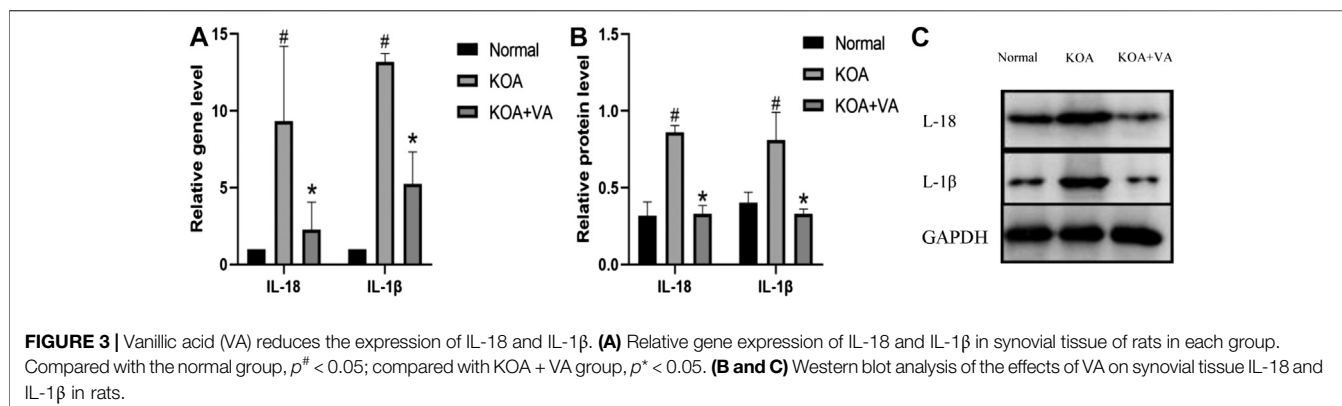 A
15
10
5
0
Relative gene level
#
*
#
*
IL-18
IL-1β
Normal
KOA
KOA+VA
B
1.5
1.0
0.5
0.0
Relative protein level
#
*
#
*
IL-18
IL-1β
Normal
KOA
KOA+VA
C
Normal KOA KOA+VA
L-18
L-1β
GAPDH
FIGURE 3 | Vanillic acid (VA) reduces the expression of IL-18 and IL-1β. (A) Relative gene expression of IL-18 and IL-1β in synovial tissue of rats in each group.
Compared with the normal group, p# < 0.05; compared with KOA + VA group, p* < 0.05. (B and C) Western blot analysis of the effects of VA on synovial tissue IL-18 and
IL-1β in rats.